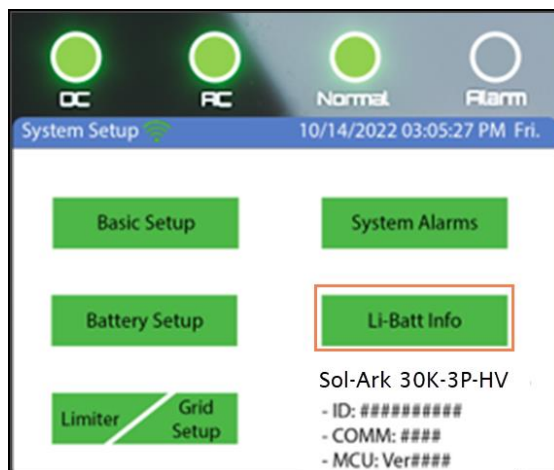 DC AC Normal Alarm
System Setup 10/14/2022 03:05:27 PM Fri.
Basic Setup System Alarms
Battery Setup Li-Batt Info
Limiter Grid Setup
Sol-Ark 30K-3P-HV
- ID: ##########
- COMM: ####
- MCU: Ver####